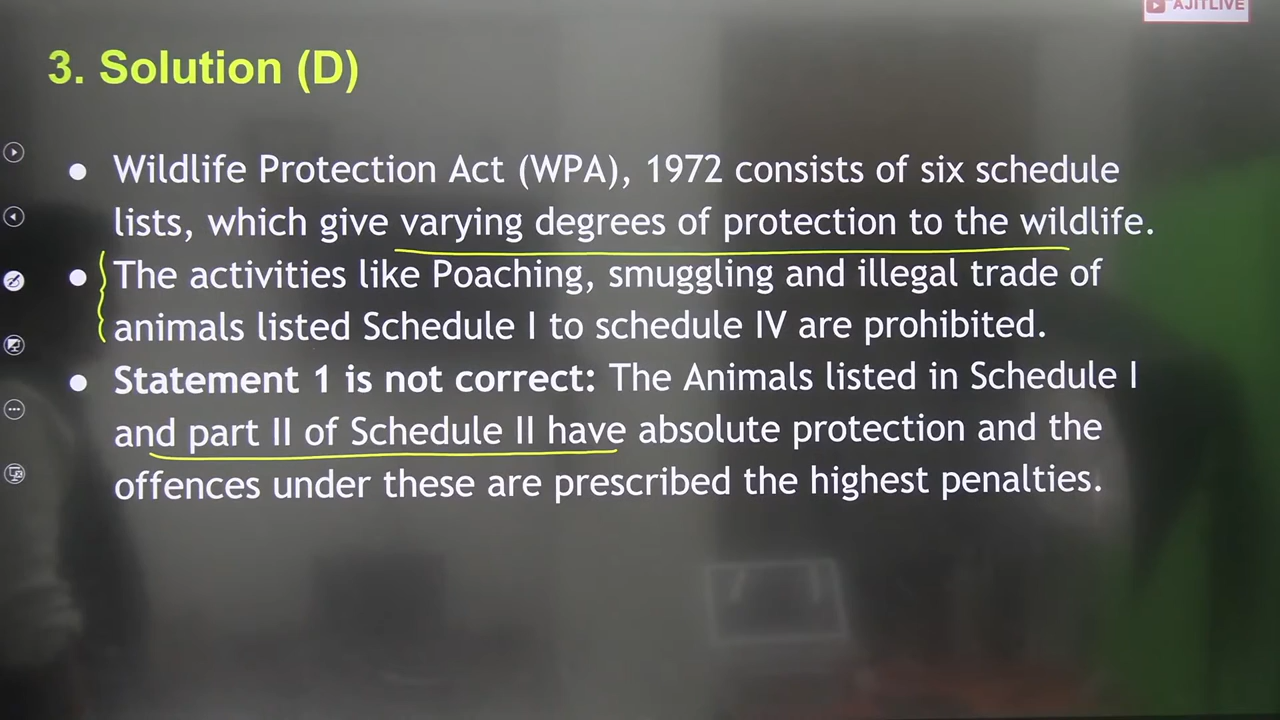 AJITLIVE
3. Solution (D)
● Wildlife Protection Act (WPA), 1972 consists of six schedule
lists, which give varying degrees of protection to the wildlife.
● The activities like Poaching, smuggling and illegal trade of
animals listed Schedule I to schedule IV are prohibited.
● Statement 1 is not correct: The Animals listed in Schedule I
and part II of Schedule II have absolute protection and the
offences under these are prescribed the highest penalties.